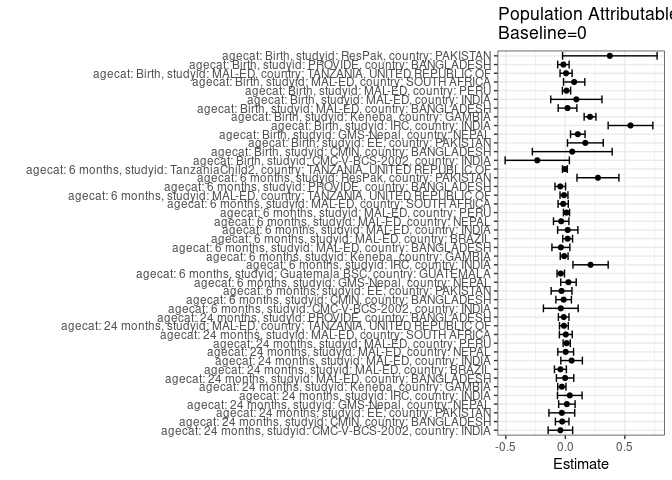 Population Attributable
Baseline=0
agecat: Birth, studyid: ResPak, country: PAKISTAN
agecat: Birth, studyid: PROVIDE, country: BANGLADESH
agecat: Birth, studyid: MAL-ED, country: TANZANIA, UNITED REPUBLIC OF
agecat: Birth, studyid: MAL-ED, country: SOUTH AFRICA
agecat: Birth, studyid: MAL-ED, country: PERU
agecat: Birth, studyid: MAL-ED, country: INDIA
agecat: Birth, studyid: MAL-ED, country: BANGLADESH
agecat: Birth, studyid: Keneba, country: GAMBIA
agecat: Birth, studyid: IRC, country: INDIA
agecat: Birth, studyid: GMS-Nepal, country: NEPAL
agecat: Birth, studyid: EE, country: PAKISTAN
agecat: Birth, studyid: CMIN, country: BANGLADESH
agecat: Birth, studyid: CMC-V-BCS-2002, country: INDIA
agecat: 6 months, studyid: TanzaniaChild2, country: TANZANIA, UNITED REPUBLIC OF
agecat: 6 months, studyid: ResPak, country: PAKISTAN
agecat: 6 months, studyid: PROVIDE, country: BANGLADESH
agecat: 6 months, studyid: MAL-ED, country: TANZANIA, UNITED REPUBLIC OF
agecat: 6 months, studyid: MAL-ED, country: SOUTH AFRICA
agecat: 6 months, studyid: MAL-ED, country: PERU
agecat: 6 months, studyid: MAL-ED, country: NEPAL
agecat: 6 months, studyid: MAL-ED, country: INDIA
agecat: 6 months, studyid: MAL-ED, country: BRAZIL
agecat: 6 months, studyid: MAL-ED, country: BANGLADESH
agecat: 6 months, studyid: Keneba, country: GAMBIA
agecat: 6 months, studyid: IRC, country: INDIA
agecat: 6 months, studyid: Guatemala BSC, country: GUATEMALA
agecat: 6 months, studyid: GMS-Nepal, country: NEPAL
agecat: 6 months, studyid: EE, country: PAKISTAN
agecat: 6 months, studyid: CMIN, country: BANGLADESH
agecat: 6 months, studyid: CMC-V-BCS-2002, country: INDIA
agecat: 24 months, studyid: PROVIDE, country: BANGLADESH
agecat: 24 months, studyid: MAL-ED, country: TANZANIA, UNITED REPUBLIC OF
agecat: 24 months, studyid: MAL-ED, country: SOUTH AFRICA
agecat: 24 months, studyid: MAL-ED, country: PERU
agecat: 24 months, studyid: MAL-ED, country: NEPAL
agecat: 24 months, studyid: MAL-ED, country: INDIA
agecat: 24 months, studyid: MAL-ED, country: BRAZIL
agecat: 24 months, studyid: MAL-ED, country: BANGLADESH
agecat: 24 months, studyid: Keneba, country: GAMBIA
agecat: 24 months, studyid: IRC, country: INDIA
agecat: 24 months, studyid: GMS-Nepal, country: NEPAL
agecat: 24 months, studyid: EE, country: PAKISTAN
agecat: 24 months, studyid: CMIN, country: BANGLADESH
agecat: 24 months, studyid: CMC-V-BCS-2002, country: INDIA
-0.5 0.0 0.5
Estimate